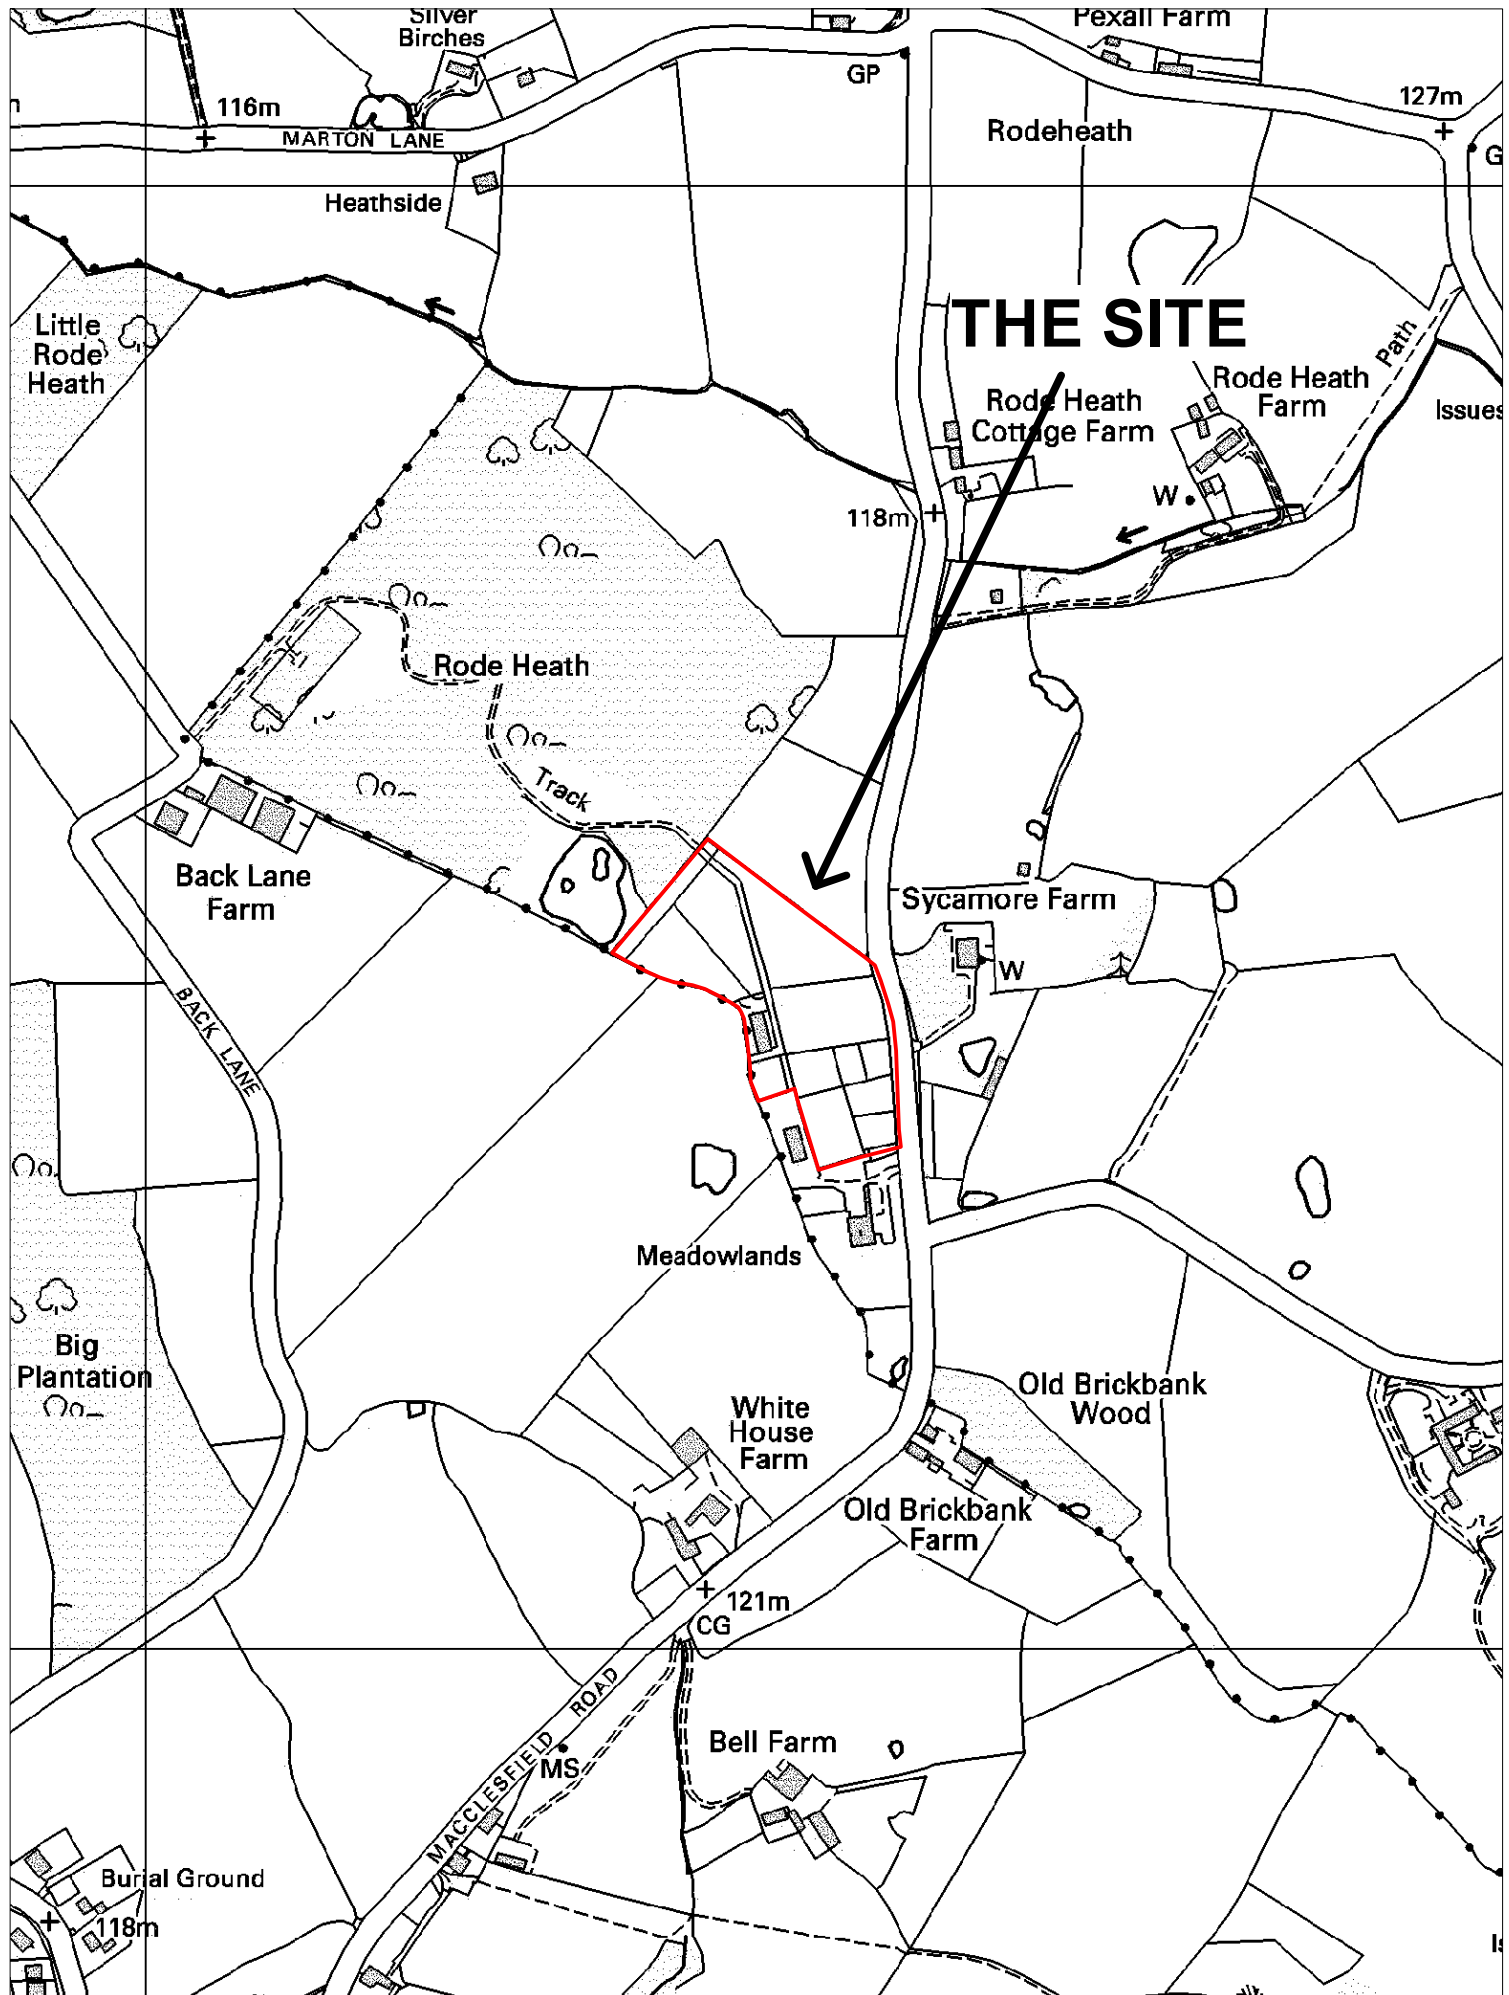 Silver
Birches
Pexall Farm
GP
116m
127m
MARTON LANE
Rodeheath
G
Heathside
THE SITE
Little
Rode
Heath
Path
Rode Heath
Farm
Rode Heath
Cottage Farm
Issues
W
118m
Rode Heath
Track
Back Lane
Farm
Sycamore Farm
W
BACK LANE
Meadowlands
Big
Plantation
Old Brickbank
Wood
White
House
Farm
Old Brickbank
Farm
121m
CG
MACCLESFIELD ROAD
MS
Bell Farm
Burial Ground
118m